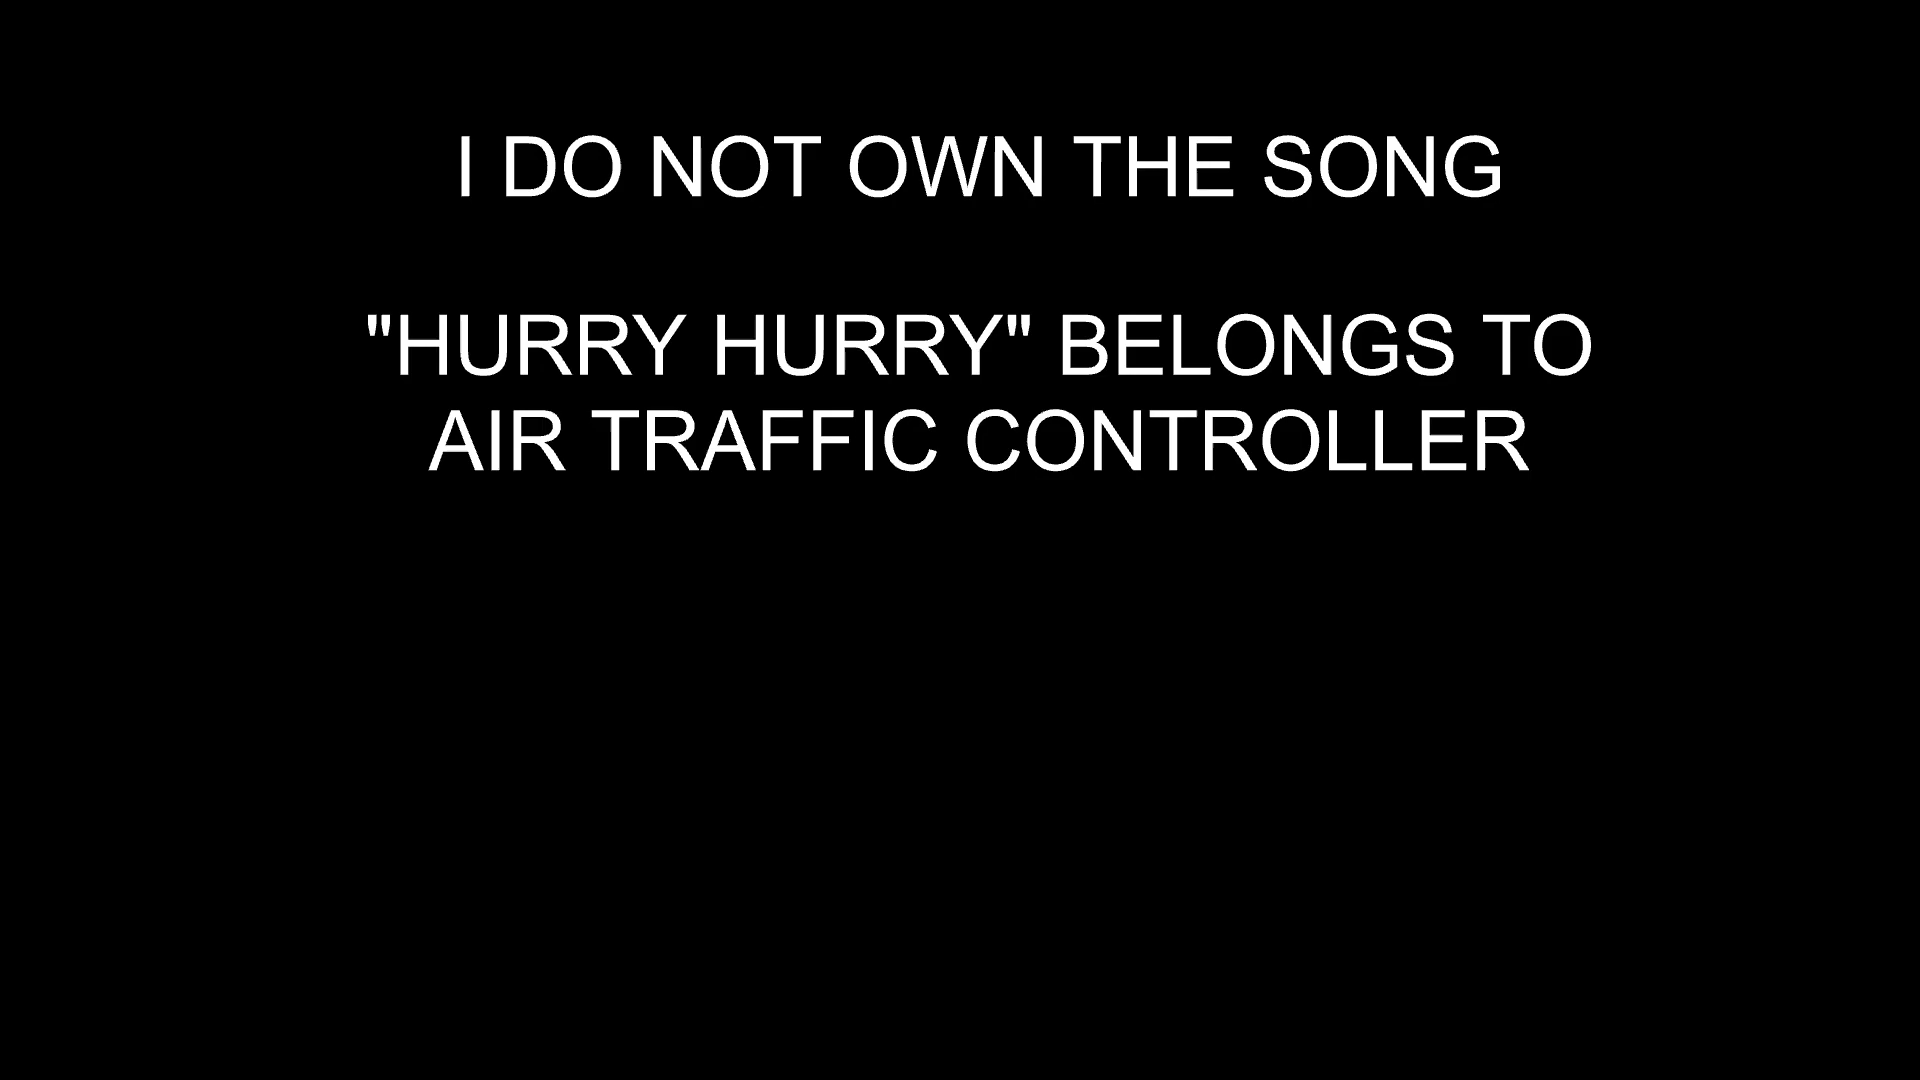 I DO NOT OWN THE SONG
"HURRY HURRY" BELONGS TO
AIR TRAFFIC CONTROLLER